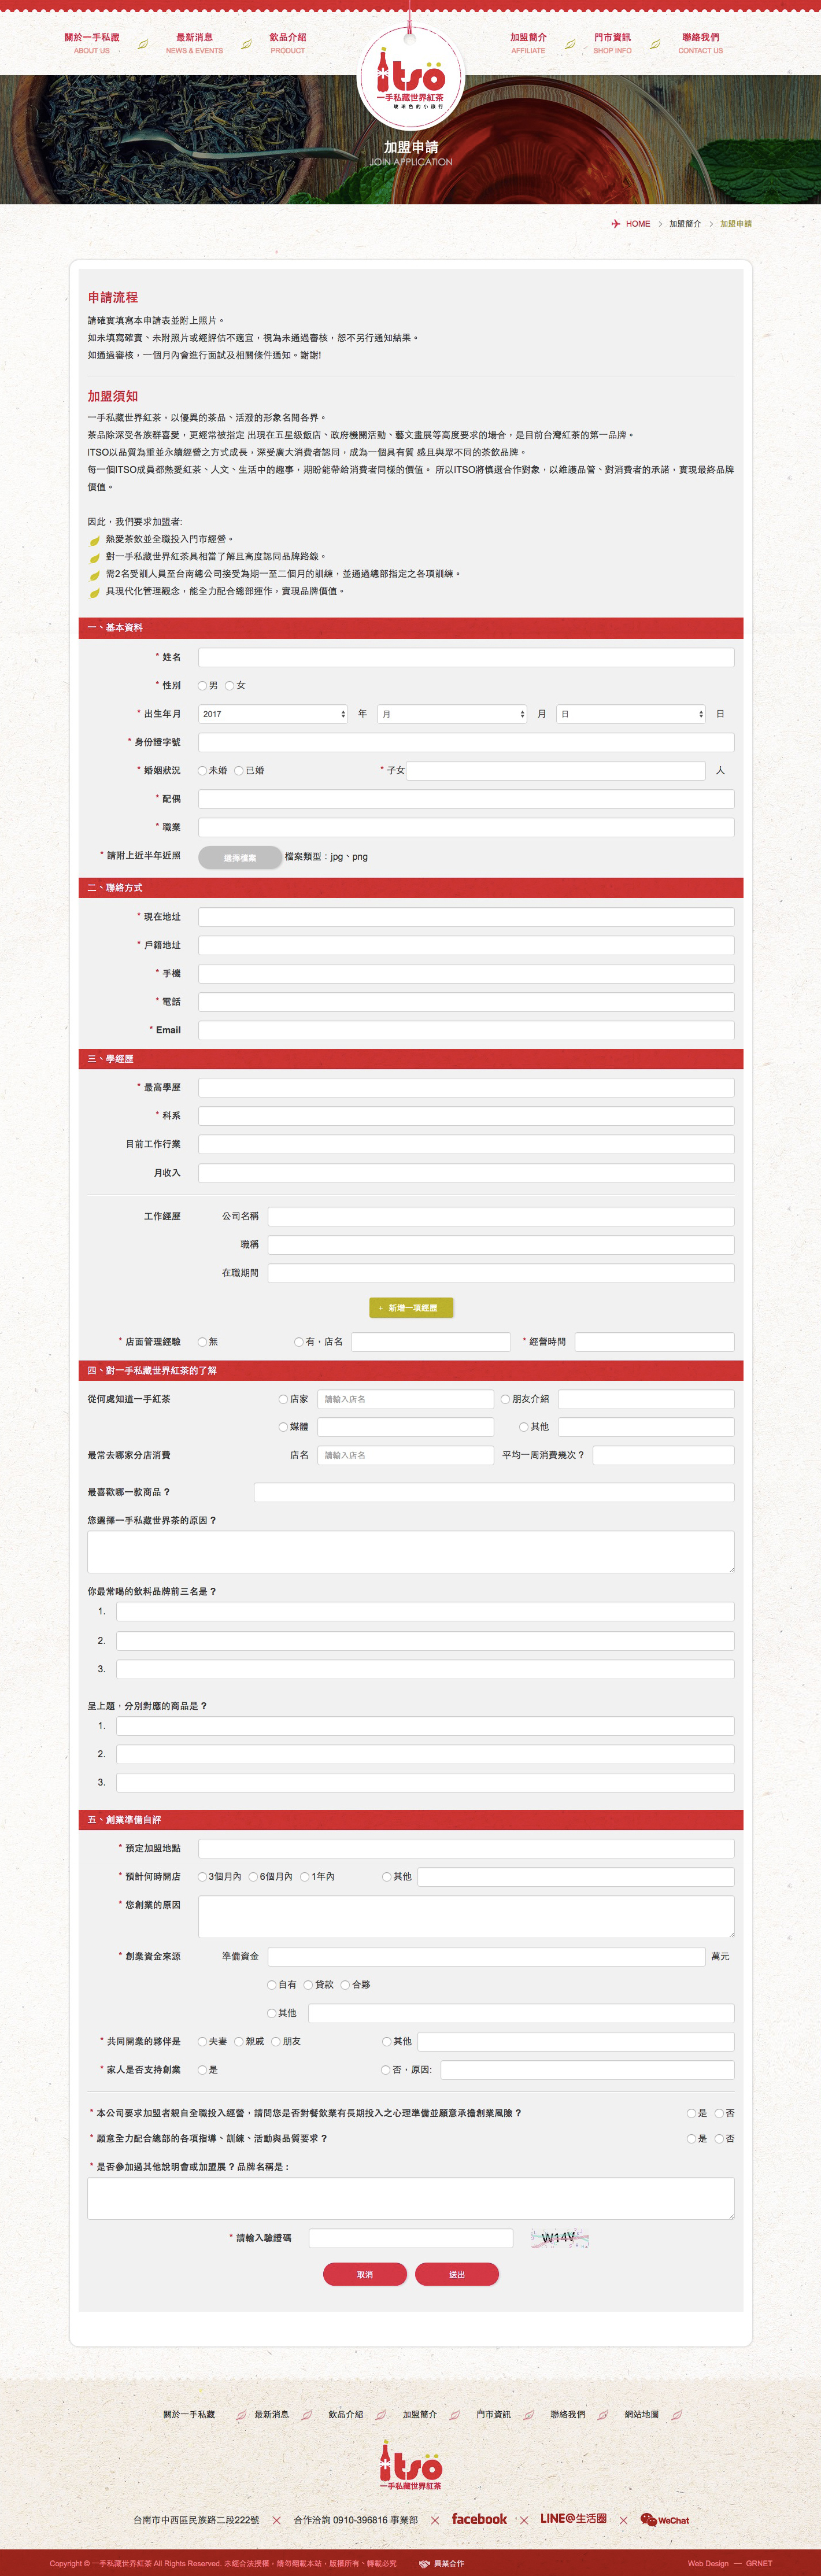 關於一手私藏
ABOUT US
最新消息
NEWS & EVENTS
飲品介紹
PRODUCT
itsö
一手私藏世界紅茶
琥珀色的小旅行
加盟簡介
AFFILIATE
門市資訊
SHOP INFO
聯絡我們
CONTACT US
加盟申請
JOIN APPLICATION
HOME > 加盟簡介 > 加盟申請
申請流程
請確實填寫本申請表並附上照片。
如未填寫確實、未附照片或經評估不適宜,視為未通過審核,恕不另行通知結果。
如通過審核,一個月內會進行面試及相關條件通知。謝謝!
加盟須知
一手私藏世界紅茶,以優異的茶品、活潑的形象名聞各界。
茶品除深受各族群喜愛,更經常被指定 出現在五星級飯店、政府機關活動、藝文畫展等高度要求的場合,是目前台灣紅茶的第一品牌。
ITSO以品質為重並永續經營之方式成長,深受廣大消費者認同,成為一個具有質 感且與眾不同的茶飲品牌。
每一個ITSO成員都熱愛紅茶、人文、生活中的趣事,期盼能帶給消費者同樣的價值。 所以ITSO將慎選合作對象,以維護品管、對消費者的承諾,實現最終品牌
價值。
因此,我們要求加盟者:
熱愛茶飲並全職投入門市經營。
對一手私藏世界紅茶具相當了解且高度認同品牌路線。
需2名受訓人員至台南總公司接受為期一至二個月的訓練,並通過總部指定之各項訓練。
具現代化管理觀念,能全力配合總部運作,實現品牌價值。
一、基本資料
* 姓名
* 性別 男 女
* 出生年月 2017 年 月 月 日 日
* 身份證字號
* 婚姻狀況 未婚 已婚 * 子女 人
* 配偶
* 職業
* 請附上近半年近照 選擇檔案 檔案類型:jpg、png
二、聯絡方式
* 現在地址
* 戶籍地址
* 手機
* 電話
* Email
三、學經歷
* 最高學歷
* 科系
目前工作行業
月收入
工作經歷 公司名稱
職稱
在職期間
+ 新增一項經歷
* 店面管理經驗 無 有,店名 * 經營時間
四、對一手私藏世界紅茶的了解
從何處知道一手紅茶 店家 請輸入店名 朋友介紹
媒體 其他
最常去哪家分店消費 店名 請輸入店名 平均一周消費幾次?
最喜歡哪一款商品?
您選擇一手私藏世界茶的原因?
你最常喝的飲料品牌前三名是?
1.
2.
3.
呈上題,分別對應的商品是?
1.
2.
3.
五、創業準備自評
* 預定加盟地點
* 預計何時開店 3個月內 6個月內 1年內 其他
* 您創業的原因
* 創業資金來源 準備資金 萬元
自有 貸款 合夥
其他
* 共同開業的夥伴是 夫妻 親戚 朋友 其他
* 家人是否支持創業 是 否,原因:
* 本公司要求加盟者親自全職投入經營,請問您是否對餐飲業有長期投入之心理準備並願意承擔創業風險? 是 否
* 願意全力配合總部的各項指導、訓練、活動與品質要求? 是 否
* 是否參加過其他說明會或加盟展?品牌名稱是:
* 請輸入驗證碼 W14V
取消 送出
關於一手私藏 最新消息 飲品介紹 加盟簡介 門市資訊 聯絡我們 網站地圖
itsö
一手私藏世界紅茶
台南市中西區民族路二段222號 × 合作洽詢 0910-396816 事業部 × facebook × LINE@生活圈 × WeChat
Copyright © 一手私藏世界紅茶 All Rights Reserved. 未經合法授權,請勿翻載本站,版權所有、轉載必究 異業合作 Web Design — GRNET